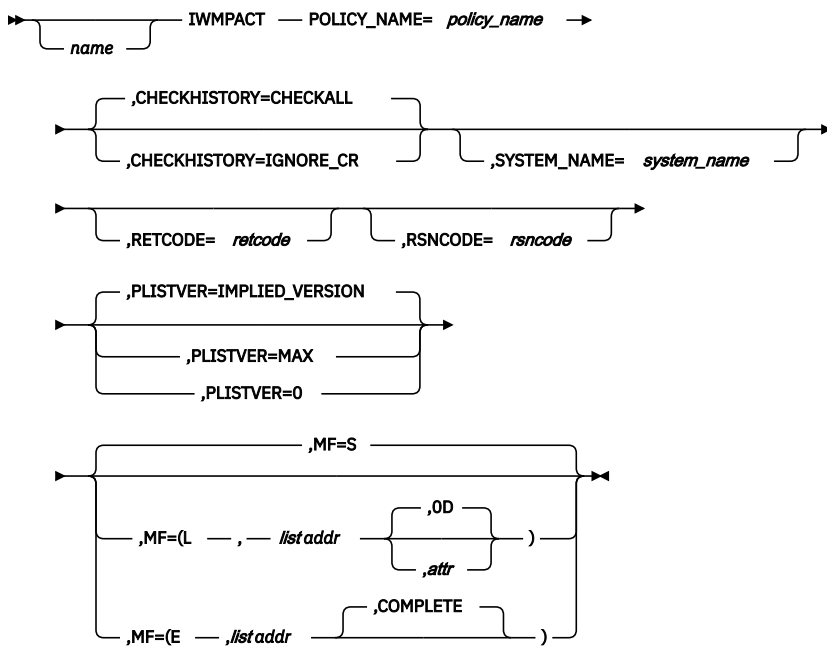 IWMPACT POLICY_NAME= policy_name
name
,CHECKHISTORY=CHECKALL
,CHECKHISTORY=IGNORE_CR ,SYSTEM_NAME= system_name
,RETCODE= retcode ,RSNCODE= rsncode
,PLISTVER=IMPLIED_VERSION
,PLISTVER=MAX
,PLISTVER=0
,MF=S
,0D
,MF=(L , list addr )
,attr
,COMPLETE
,MF=(E ,list addr )